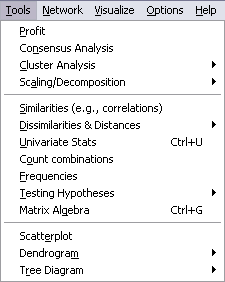 Tools Network Visualize Options Help
Profit
Consensus Analysis
Cluster Analysis
Scaling/Decomposition
Similarities (e.g., correlations)
Dissimilarities & Distances
Univariate Stats Ctrl+U
Count combinations
Frequencies
Testing Hypotheses
Matrix Algebra Ctrl+G
Scatterplot
Dendrogram
Tree Diagram